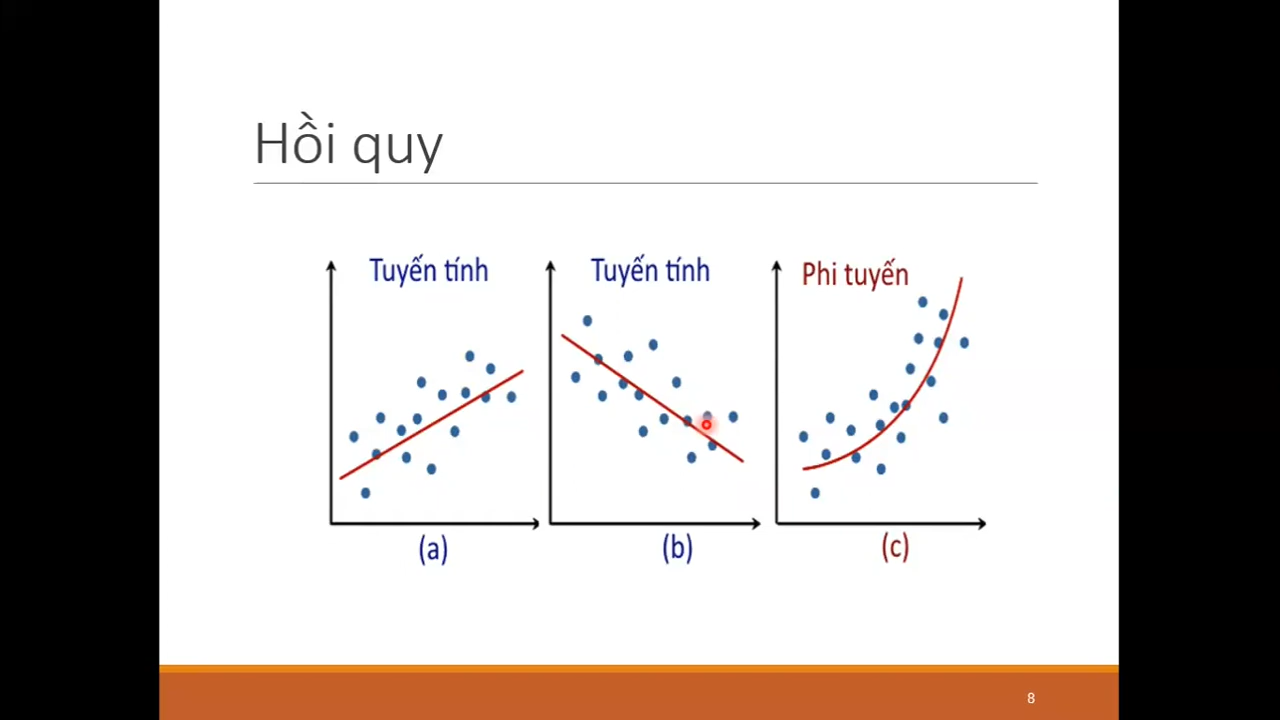 Hồi quy
Tuyến tính
Tuyến tính
Phi tuyến
(a)
(b)
(c)
8